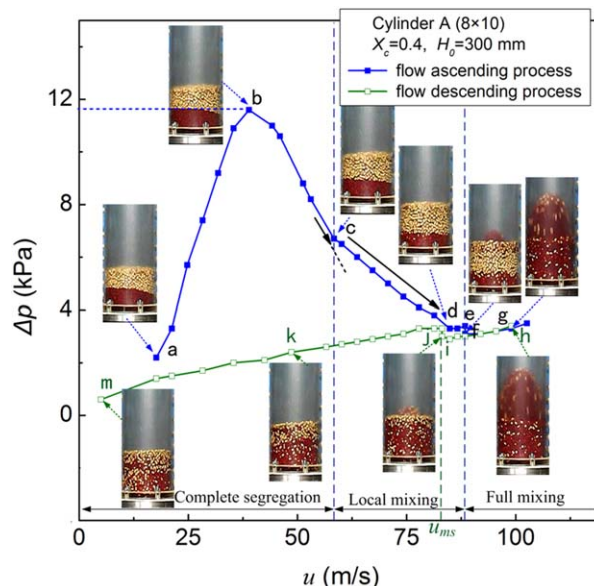 Cylinder A (8×10)
X_c=0.4, H_0=300 mm
flow ascending process
flow descending process
Δp (kPa)
12
8
4
0
a
b
c
d
e
f
g
h
i
j
k
m
Complete segregation
Local mixing
Full mixing
u_ms
0
25
50
75
100
u (m/s)